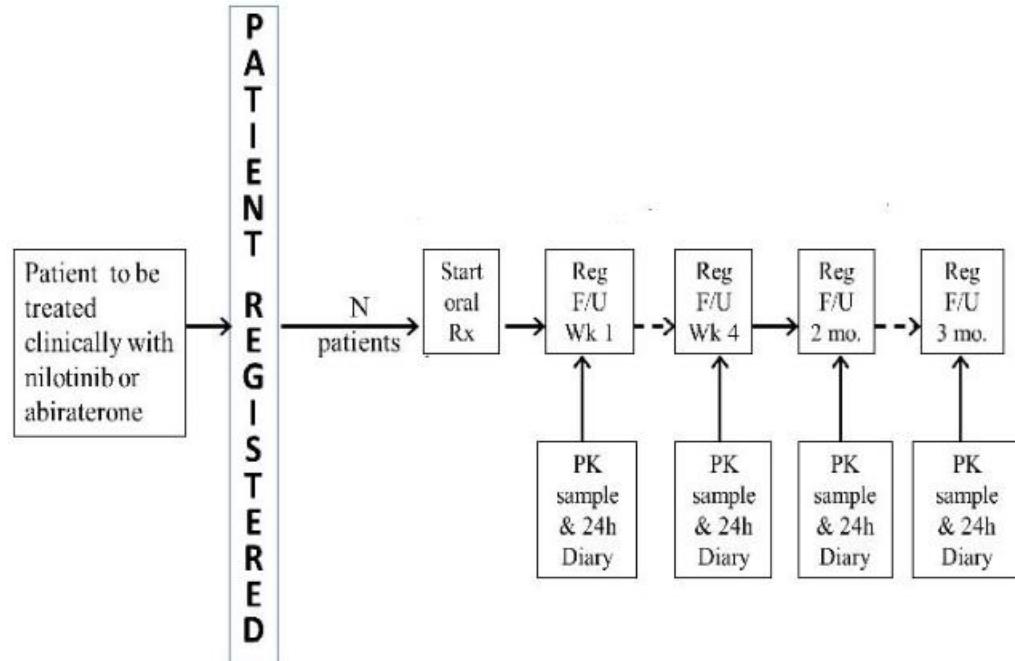 PATIENT REGISTERED
Patient to be
treated
clinically with
nilotinib or
abiraterone
N
patients
Start
oral
Rx
Reg
F/U
Wk 1
Reg
F/U
Wk 4
Reg
F/U
2 mo.
Reg
F/U
3 mo.
PK
sample
& 24h
Diary
PK
sample
& 24h
Diary
PK
sample
& 24h
Diary
PK
sample
& 24h
Diary